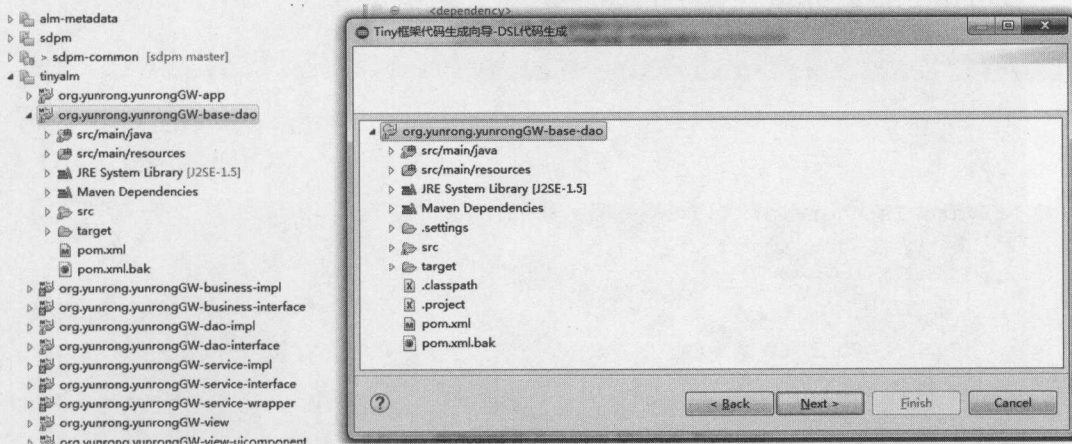 alm-metadata
sdpm
> sdpm-common [sdpm master]
tinyalm
org.yunrong.yunrongGW-app
org.yunrong.yunrongGW-base-dao
src/main/java
src/main/resources
JRE System Library [J2SE-1.5]
Maven Dependencies
src
target
pom.xml
pom.xml.bak
org.yunrong.yunrongGW-business-impl
org.yunrong.yunrongGW-business-interface
org.yunrong.yunrongGW-dao-impl
org.yunrong.yunrongGW-dao-interface
org.yunrong.yunrongGW-service-impl
org.yunrong.yunrongGW-service-interface
org.yunrong.yunrongGW-service-wrapper
org.yunrong.yunrongGW-view
org.yunrong.yunrongGW-view-uicomponent
<dependency>
Tiny框架代码生成向导-DSL代码生成
org.yunrong.yunrongGW-base-dao
src/main/java
src/main/resources
JRE System Library [J2SE-1.5]
Maven Dependencies
.settings
src
target
.classpath
.project
pom.xml
pom.xml.bak
< Back
Next >
Finish
Cancel